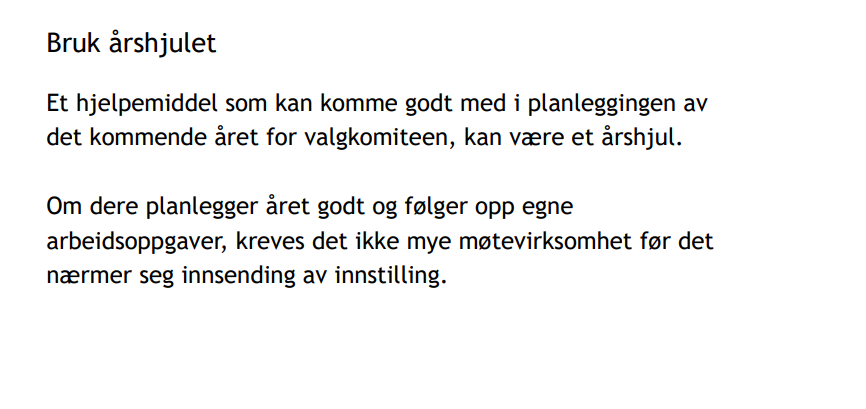 Bruk årshjulet
Et hjelpemiddel som kan komme godt med i planleggingen av
det kommende året for valgkomiteen, kan være et årshjul.
Om dere planlegger året godt og følger opp egne
arbeidsoppgaver, kreves det ikke mye møtevirksomhet før det
nærmer seg innsending av innstilling.